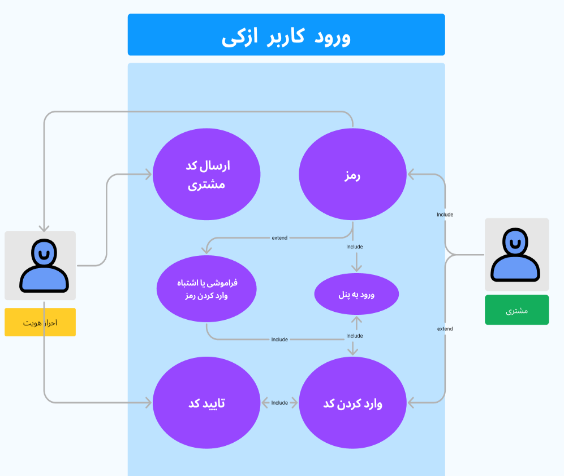 ورود کاربر ازکی
ارسال کد
مشتری
رمز
Include
extend
Include
فراموشی یا اشتباه
وارد کردن رمز
ورود به پنل
مشتری
احراز هویت
extend
Include
Include
تایید کد
Include
وارد کردن کد